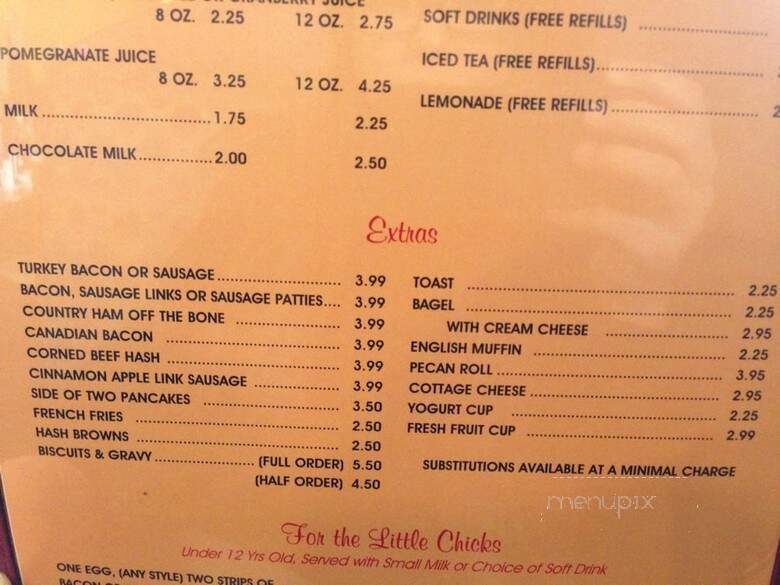 8 OZ. 2.25 12 OZ. 2.75
POMEGRANATE JUICE
8 OZ. 3.25 12 OZ. 4.25
MILK 1.75 2.25
CHOCOLATE MILK 2.00 2.50
SOFT DRINKS (FREE REFILLS)
ICED TEA (FREE REFILLS)
LEMONADE (FREE REFILLS)
Extras
TURKEY BACON OR SAUSAGE 3.99
BACON, SAUSAGE LINKS OR SAUSAGE PATTIES 3.99
COUNTRY HAM OFF THE BONE 3.99
CANADIAN BACON 3.99
CORNED BEEF HASH 3.99
CINNAMON APPLE LINK SAUSAGE 3.99
SIDE OF TWO PANCAKES 3.50
FRENCH FRIES 2.50
HASH BROWNS 2.50
BISCUITS & GRAVY (FULL ORDER) 5.50
(HALF ORDER) 4.50
TOAST 2.25
BAGEL 2.25
WITH CREAM CHEESE 2.95
ENGLISH MUFFIN 2.25
PECAN ROLL 3.95
COTTAGE CHEESE 2.95
YOGURT CUP 2.25
FRESH FRUIT CUP 2.99
SUBSTITUTIONS AVAILABLE AT A MINIMAL CHARGE
menupix
For the Little Chicks
Under 12 Yrs Old, Served with Small Milk or Choice of Soft Drink
ONE EGG, (ANY STYLE) TWO STRIPS OF